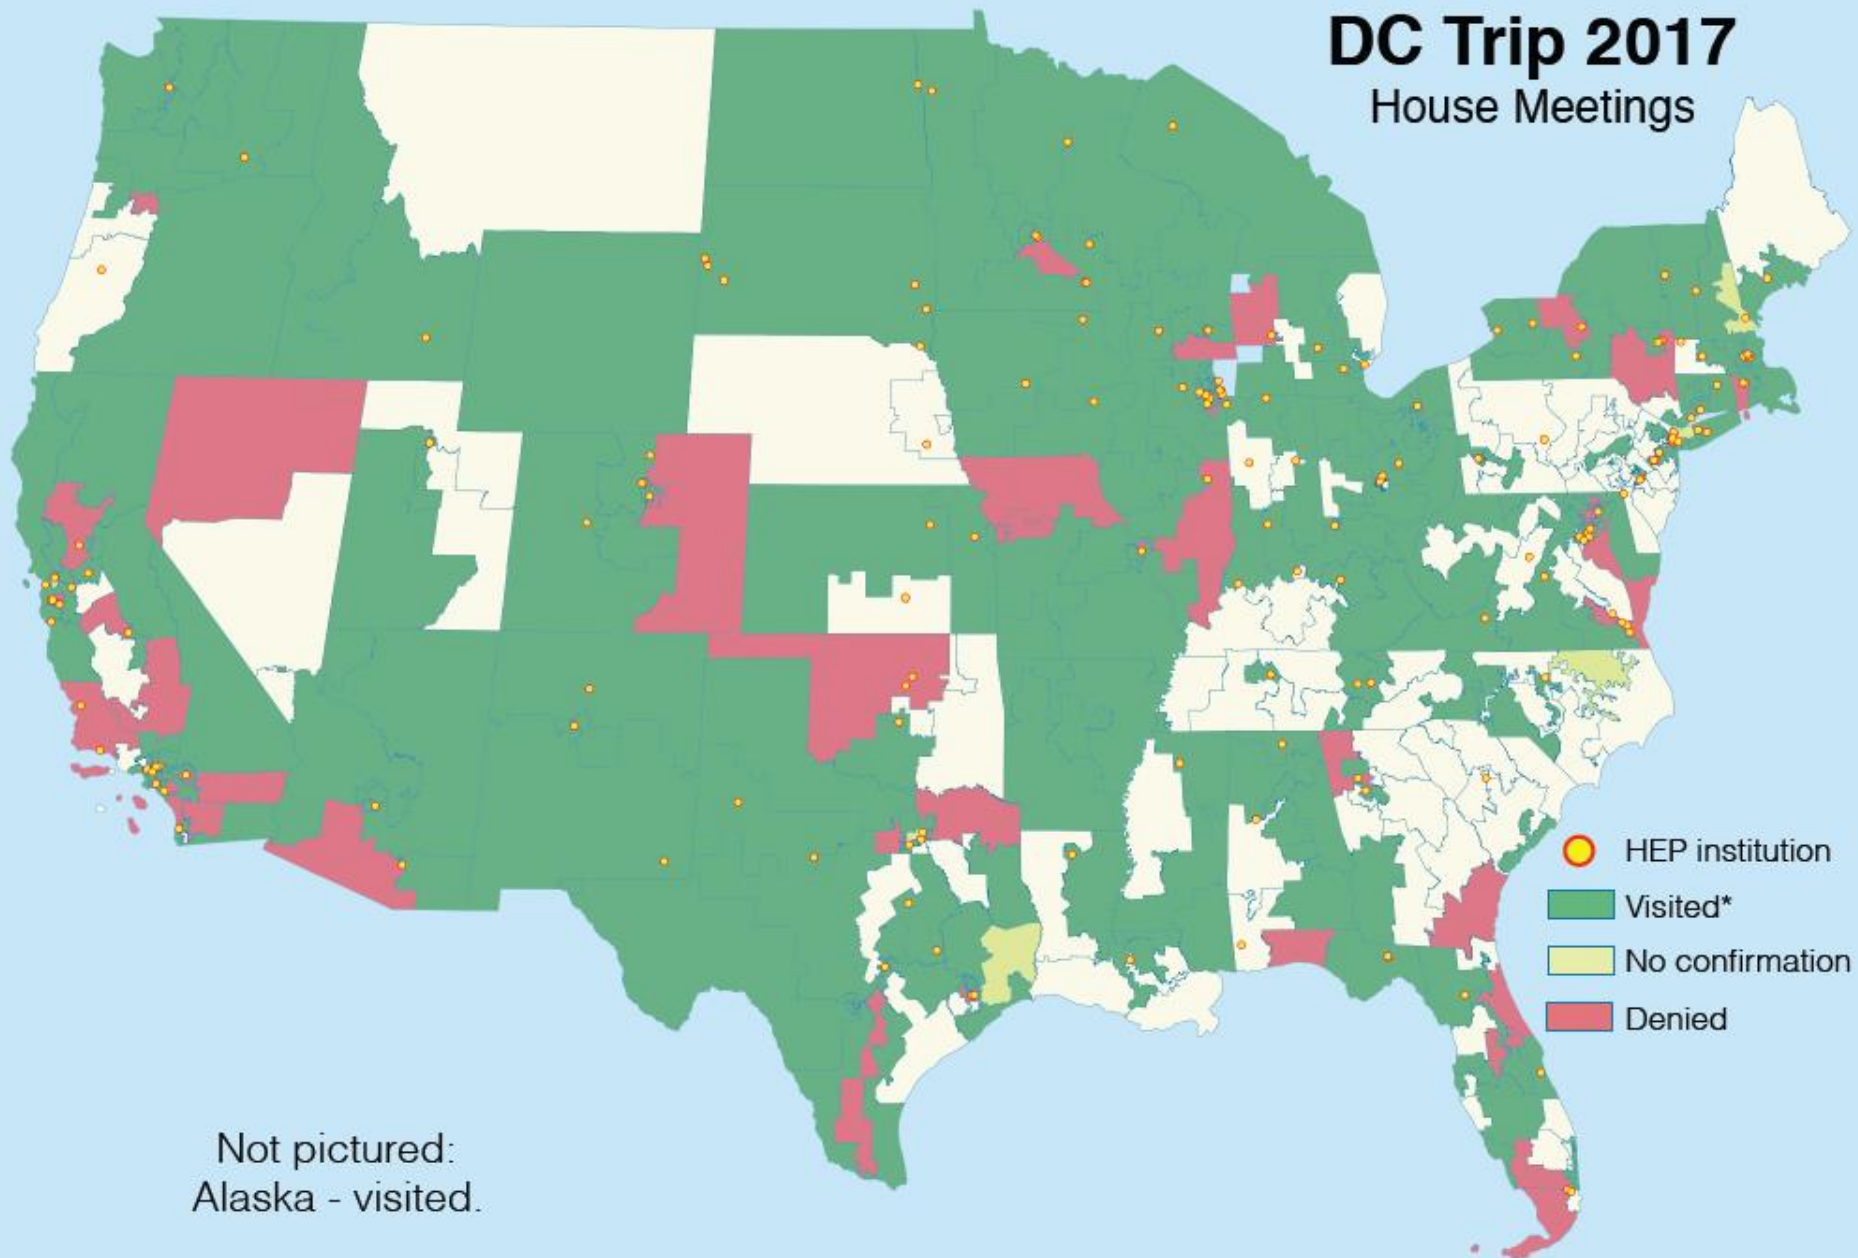 DC Trip 2017
House Meetings
HEP institution
Visited*
No confirmation
Denied
Not pictured:
Alaska - visited.